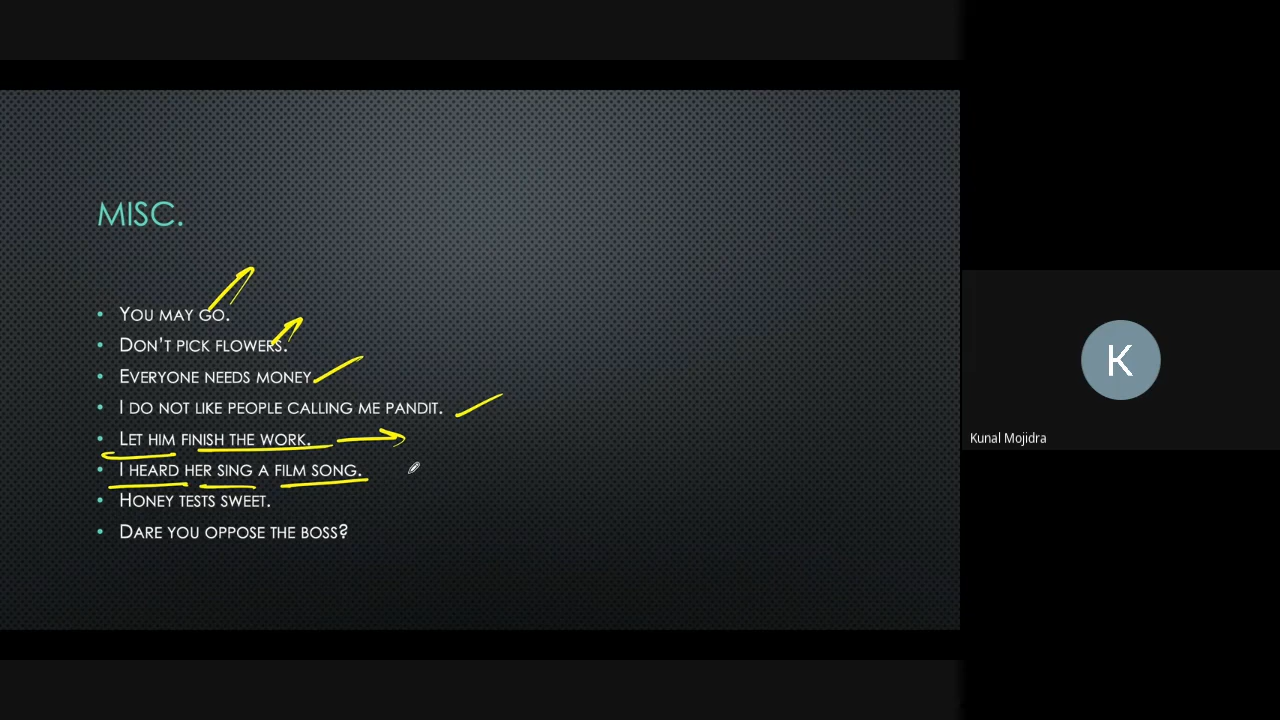 MISC.
• YOU MAY GO.
• DON'T PICK FLOWERS.
• EVERYONE NEEDS MONEY
• I DO NOT LIKE PEOPLE CALLING ME PANDIT.
• LET HIM FINISH THE WORK.
• I HEARD HER SING A FILM SONG.
• HONEY TESTS SWEET.
• DARE YOU OPPOSE THE BOSS?
K
Kunal Mojidra